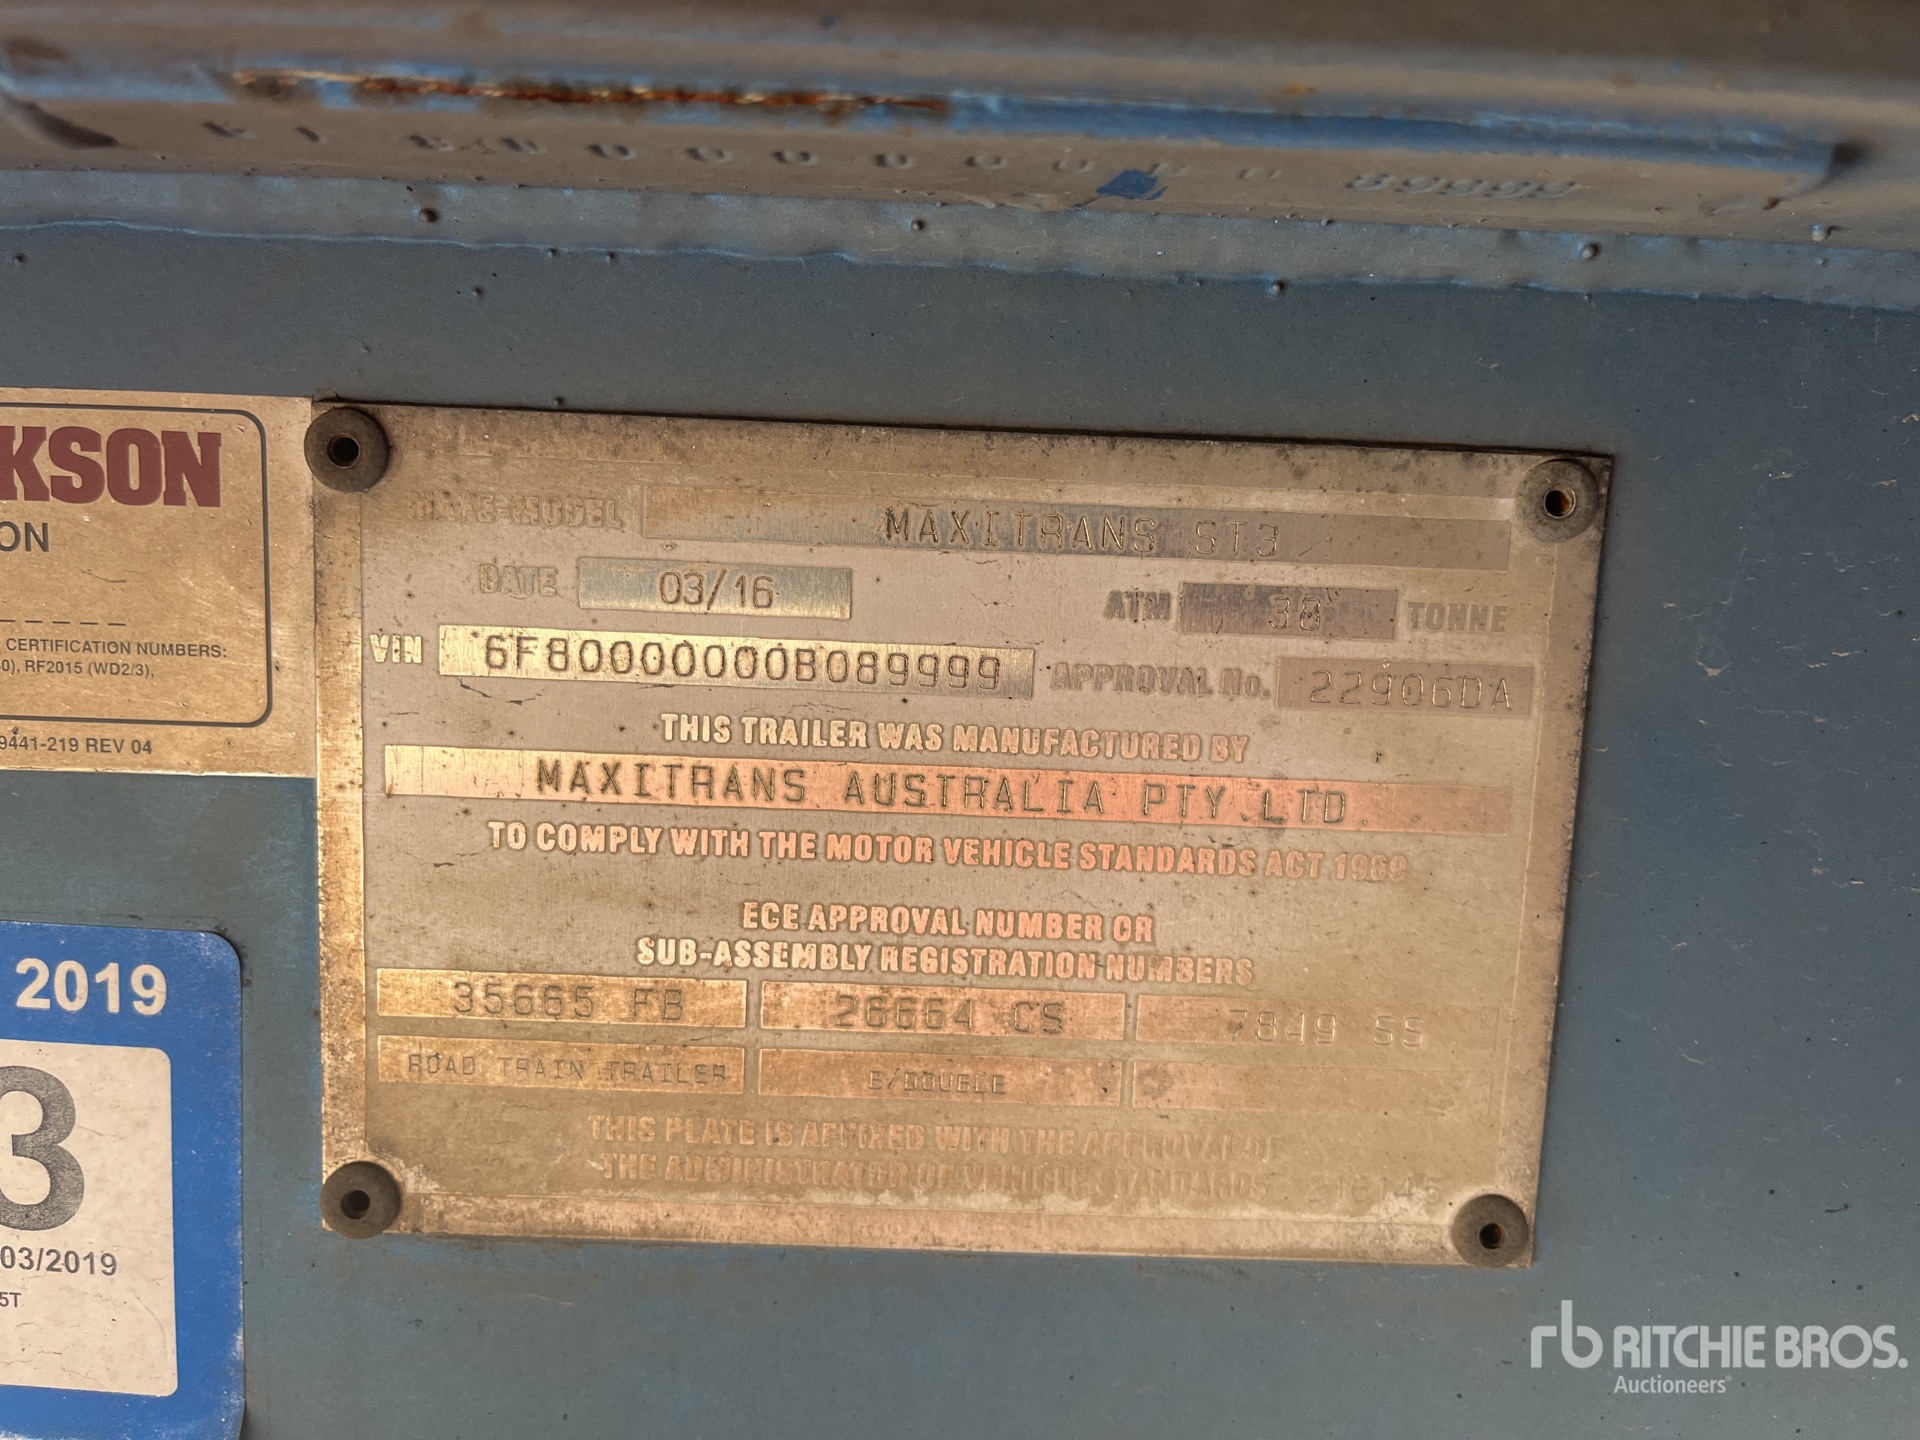 89999
KSON
ON
CERTIFICATION NUMBERS:
0), RF2015 (WD2/3),
9441-219 REV 04
MAKE-MODEL MAXITRANS ST3
DATE 03/16 ATM 38 TONNE
VIN 6F80000000B089999 APPROVAL No. 22906DA
THIS TRAILER WAS MANUFACTURED BY
MAXITRANS AUSTRALIA PTY.LTD.
TO COMPLY WITH THE MOTOR VEHICLE STANDARDS ACT 1989
ECE APPROVAL NUMBER OR
SUB-ASSEMBLY REGISTRATION NUMBERS
35665 FB 26664 CS 7849 SS
ROAD TRAIN TRAILER B/DOUBLE
THIS PLATE IS AFFIXED WITH THE APPROVAL OF
THE ADMINISTRATOR OF VEHICLE STANDARDS S16145
2019
3
03/2019
5T
rb RITCHIE BROS.
Auctioneers